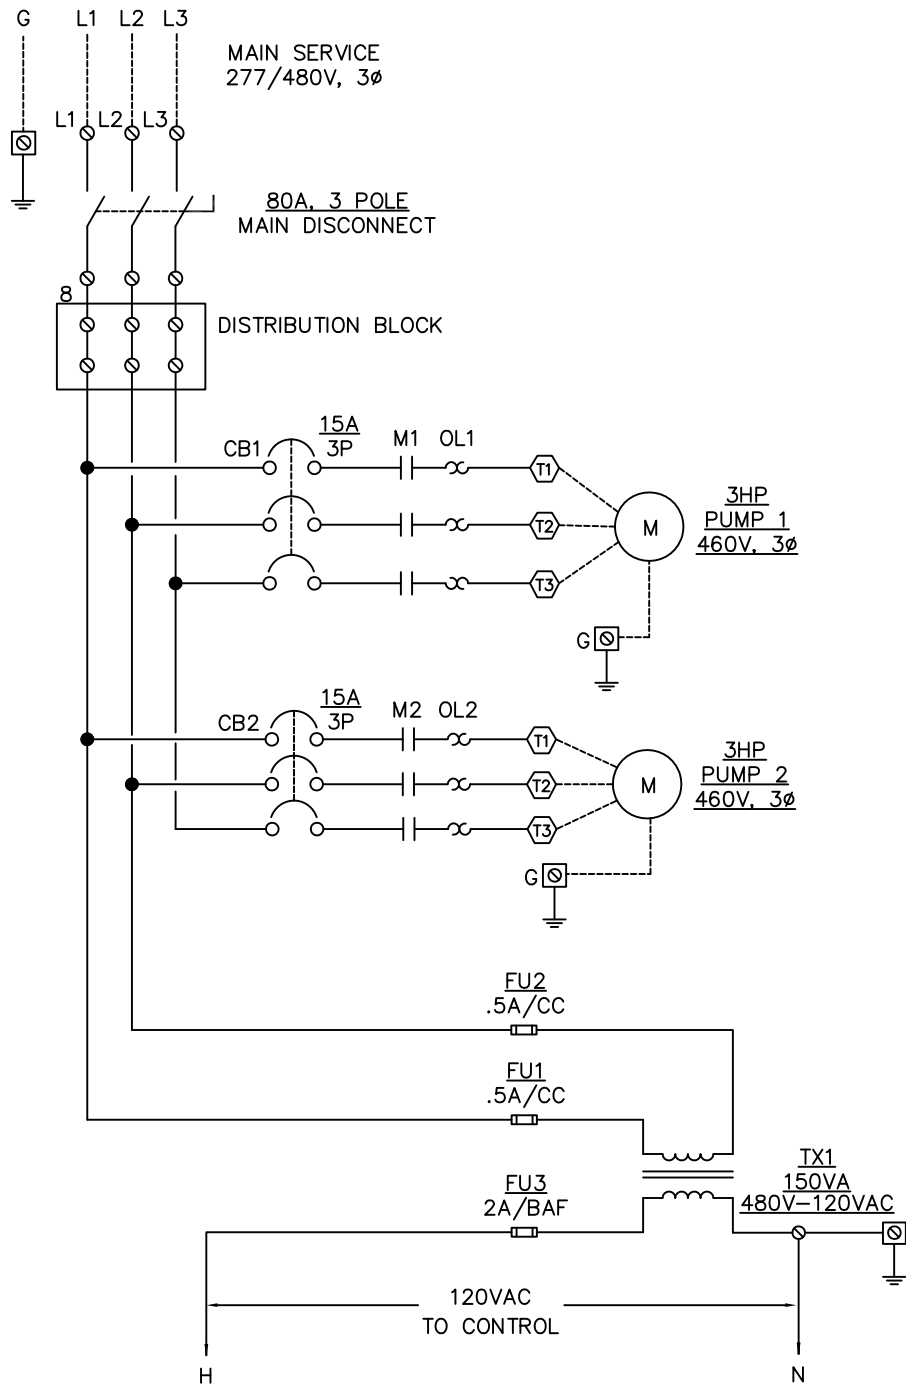 G L1 L2 L3
MAIN SERVICE
277/480V, 3Ø
L1 L2 L3
80A, 3 POLE
MAIN DISCONNECT
8
DISTRIBUTION BLOCK
15A
3P
CB1
M1
OL1
T1
T2
T3
M
3HP
PUMP 1
460V, 3Ø
G
15A
3P
CB2
M2
OL2
T1
T2
T3
M
3HP
PUMP 2
460V, 3Ø
G
FU2
.5A/CC
FU1
.5A/CC
TX1
150VA
480V-120VAC
FU3
2A/BAF
120VAC
TO CONTROL
H
N